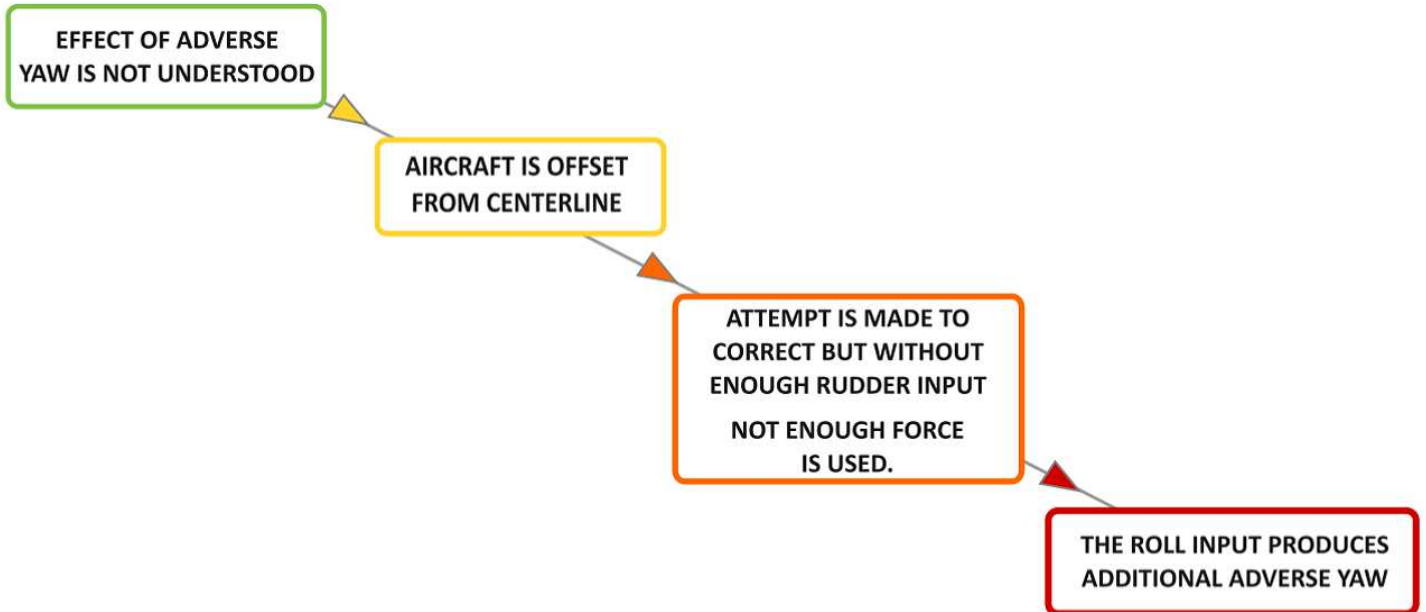 EFFECT OF ADVERSE
YAW IS NOT UNDERSTOOD
AIRCRAFT IS OFFSET
FROM CENTERLINE
ATTEMPT IS MADE TO
CORRECT BUT WITHOUT
ENOUGH RUDDER INPUT
NOT ENOUGH FORCE
IS USED.
THE ROLL INPUT PRODUCES
ADDITIONAL ADVERSE YAW